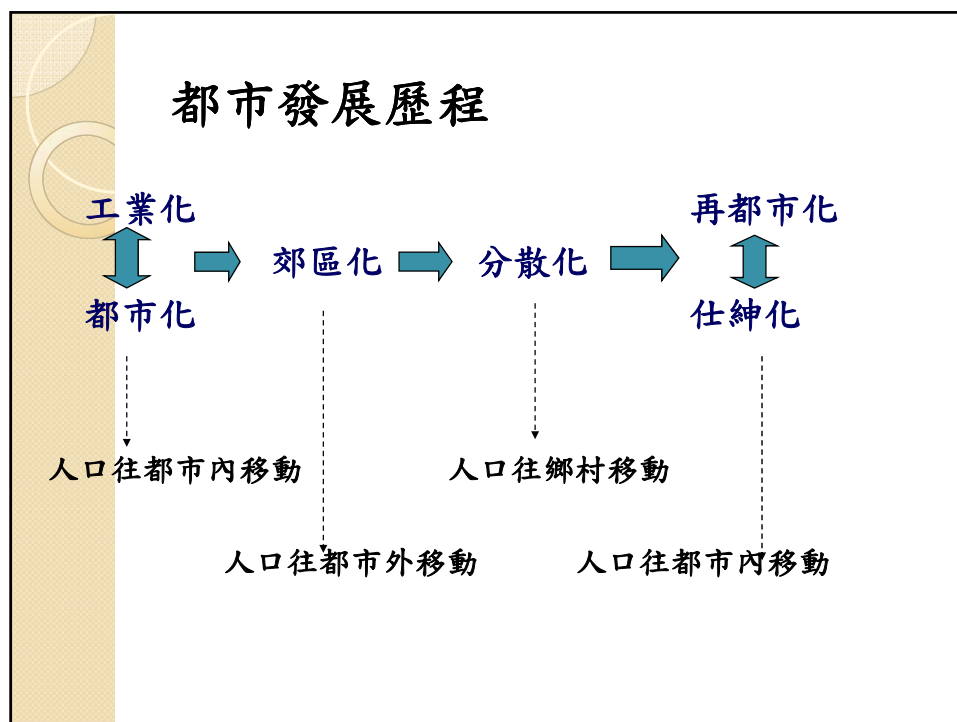 都市發展歷程
工業化
再都市化
郊區化
分散化
都市化
仕紳化
人口往都市內移動
人口往鄉村移動
人口往都市外移動
人口往都市內移動